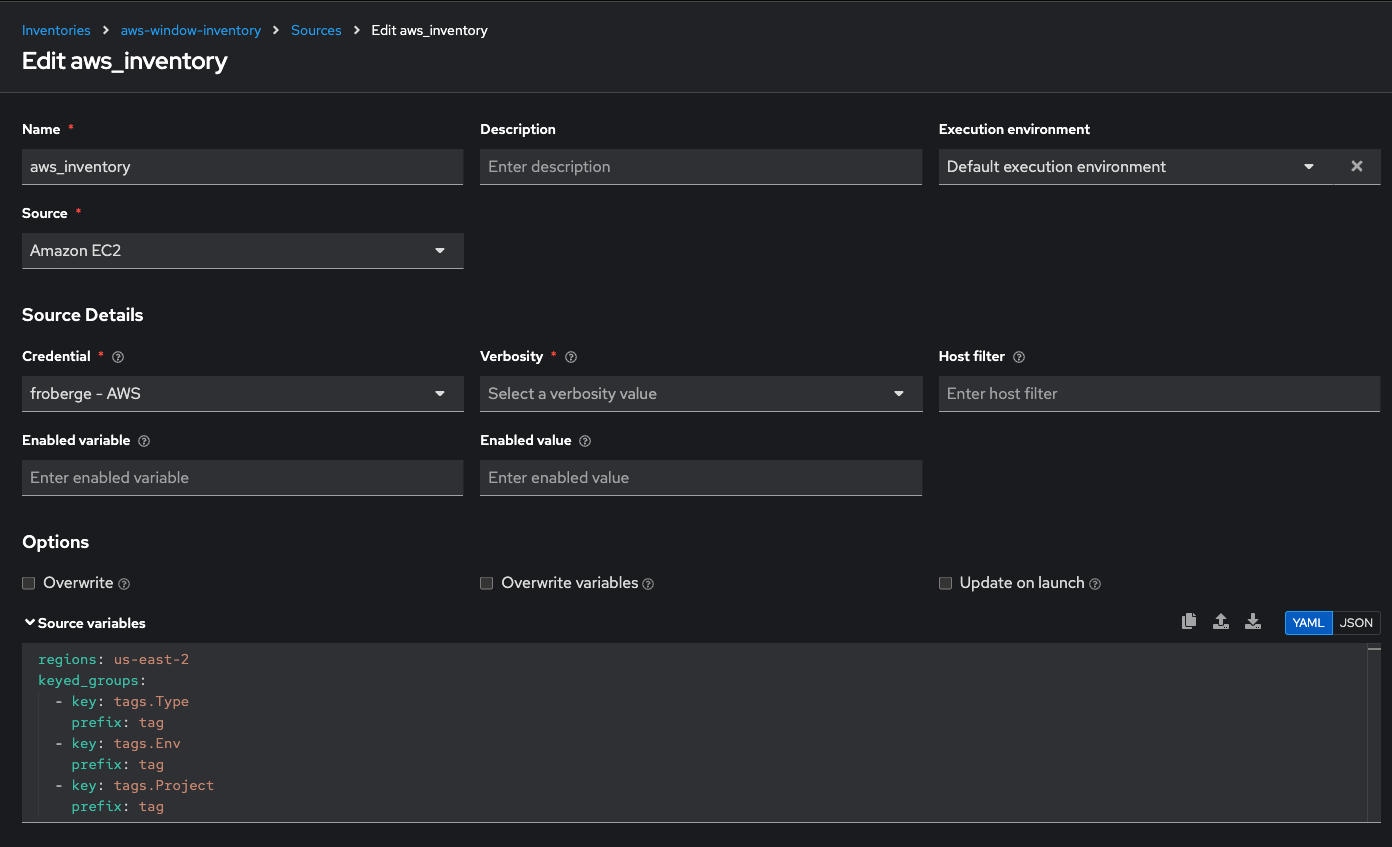 Inventories > aws-window-inventory > Sources > Edit aws_inventory
Edit aws_inventory
Name * Description Execution environment
aws_inventory Enter description Default execution environment
Source *
Amazon EC2
Source Details
Credential * Verbosity * Host filter
froberge - AWS Select a verbosity value Enter host filter
Enabled variable Enabled value
Enter enabled variable Enter enabled value
Options
Overwrite Overwrite variables Update on launch
Source variables YAML JSON
regions: us-east-2
keyed_groups:
  - key: tags.Type
    prefix: tag
  - key: tags.Env
    prefix: tag
  - key: tags.Project
    prefix: tag